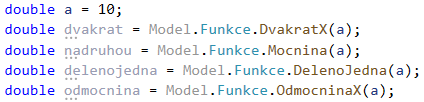 double a = 10;
double dvakrat = Model.Funkce.DvakratX(a);
double nadruhou = Model.Funkce.Mocnina(a);
double delenojedna = Model.Funkce.DelenoJedna(a);
double odmocnina = Model.Funkce.OdmocninaX(a);